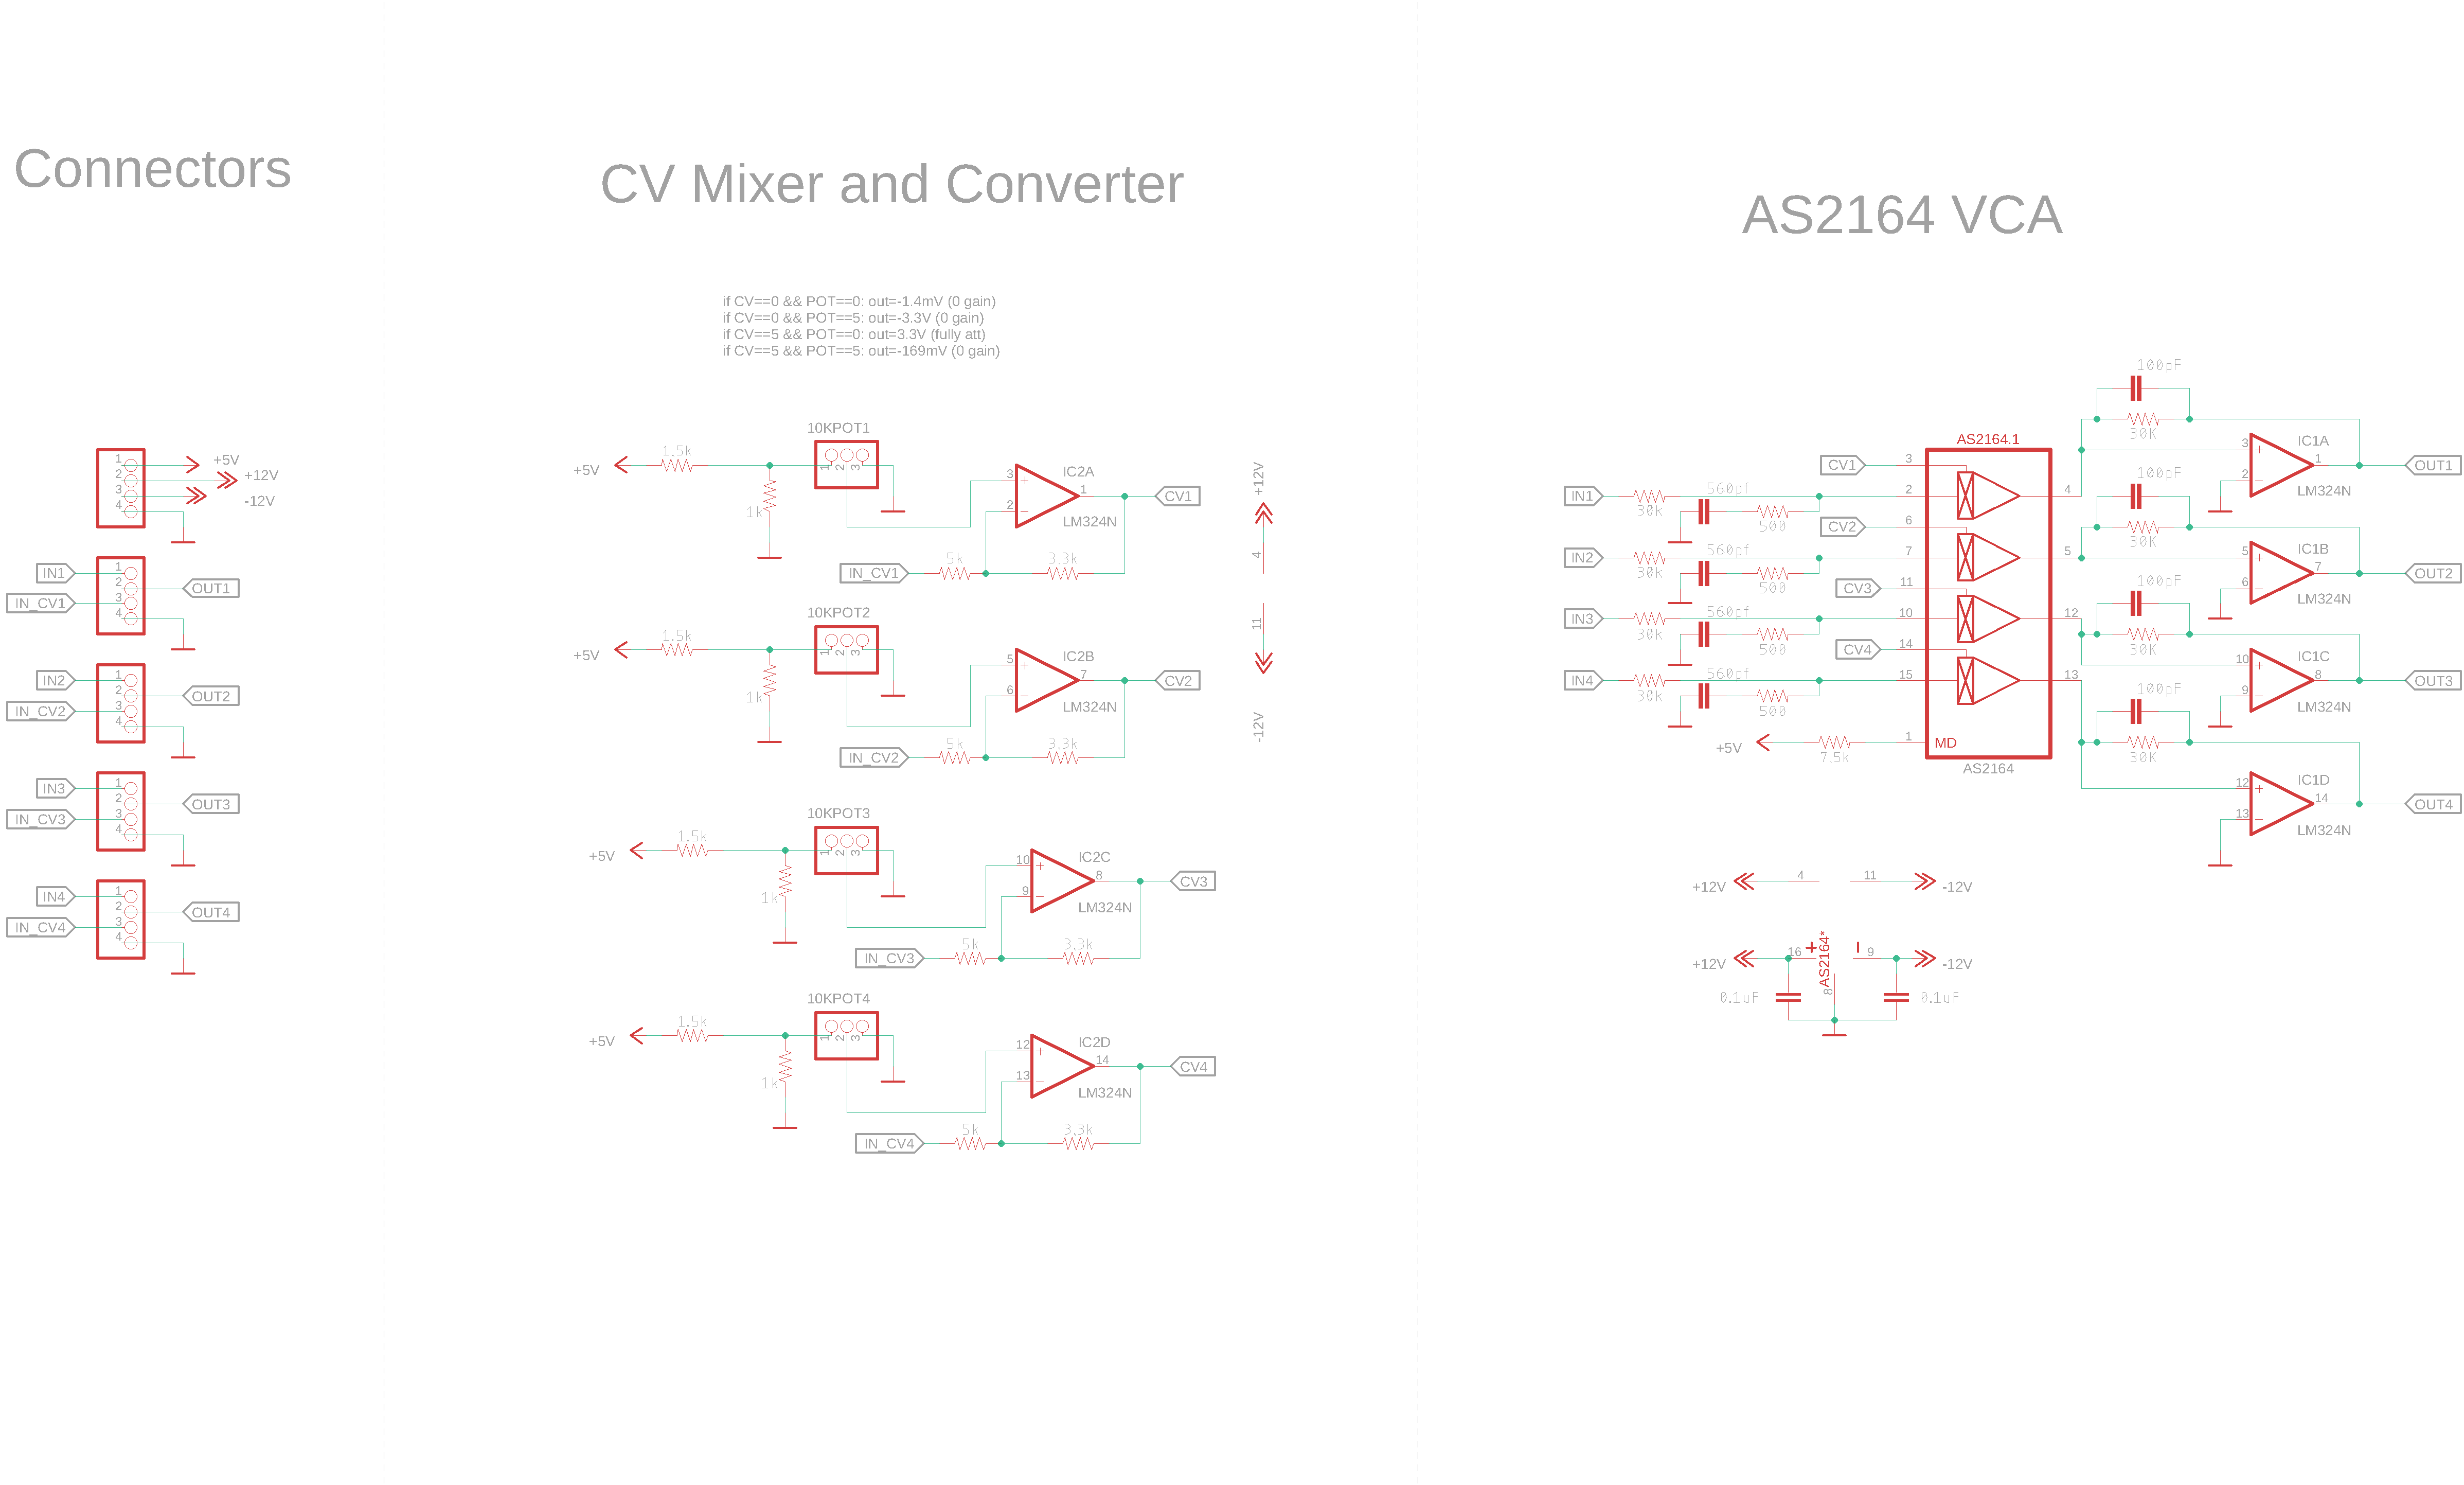 Connectors
1
2
3
4
+5V
+12V
-12V
IN1
IN_CV1
1
2
3
4
OUT1
IN2
IN_CV2
1
2
3
4
OUT2
IN3
IN_CV3
1
2
3
4
OUT3
IN4
IN_CV4
1
2
3
4
OUT4
CV Mixer and Converter
if CV==0 && POT==0: out=-1.4mV (0 gain)
if CV==0 && POT==5: out=-3.3V (0 gain)
if CV==5 && POT==0: out=3.3V (fully att)
if CV==5 && POT==5: out=-169mV (0 gain)
+5V
1.5k
1k
10KPOT1
1
2
3
IC2A
3
2
1
LM324N
CV1
IN_CV1
5k
3.3k
+5V
1.5k
1k
10KPOT2
1
2
3
IC2B
5
6
7
LM324N
CV2
IN_CV2
5k
3.3k
+12V
4
11
-12V
+5V
1.5k
1k
10KPOT3
1
2
3
IC2C
10
9
8
LM324N
CV3
IN_CV3
5k
3.3k
+5V
1.5k
1k
10KPOT4
1
2
3
IC2D
12
13
14
LM324N
CV4
IN_CV4
5k
3.3k
AS2164 VCA
AS2164.1
CV1
3
IN1
30k
560pf
500
2
4
CV2
6
IN2
30k
560pf
500
7
5
CV3
11
IN3
30k
560pf
500
10
12
CV4
14
IN4
30k
560pf
500
15
13
+5V
7.5k
1
MD
AS2164
100pF
30K
IC1A
3
2
1
LM324N
OUT1
100pF
30K
IC1B
5
6
7
LM324N
OUT2
100pF
30K
IC1C
10
9
8
LM324N
OUT3
100pF
30K
IC1D
12
13
14
LM324N
OUT4
+12V
4
11
-12V
+12V
16
+
AS2164*
8
-
9
-12V
0.1uF
0.1uF